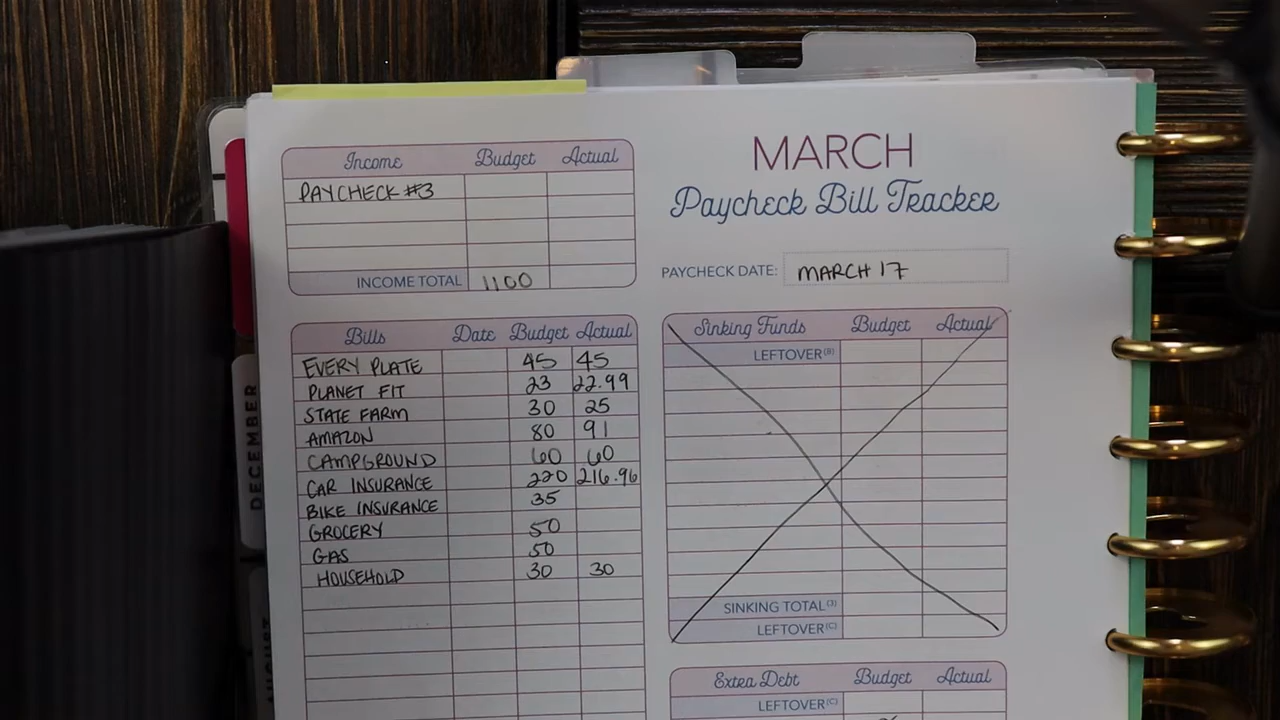 MARCH
Paycheck Bill Tracker
PAYCHECK DATE: MARCH 17
Income Budget Actual
PAYCHECK #3
INCOME TOTAL 1100
Bills Date Budget Actual
EVERY PLATE 45 45
PLANET FIT 23 22.99
STATE FARM 30 25
AMAZON 80 91
CAMPGROUND 60 60
CAR INSURANCE 220 216.96
BIKE INSURANCE 35
GROCERY 50
GAS 50
HOUSEHOLD 30 30
Sinking Funds Budget Actual
LEFTOVER(B)
SINKING TOTAL(3)
LEFTOVER(C)
Extra Debt Budget Actual
LEFTOVER(C)
DECEMBER
AUGUST